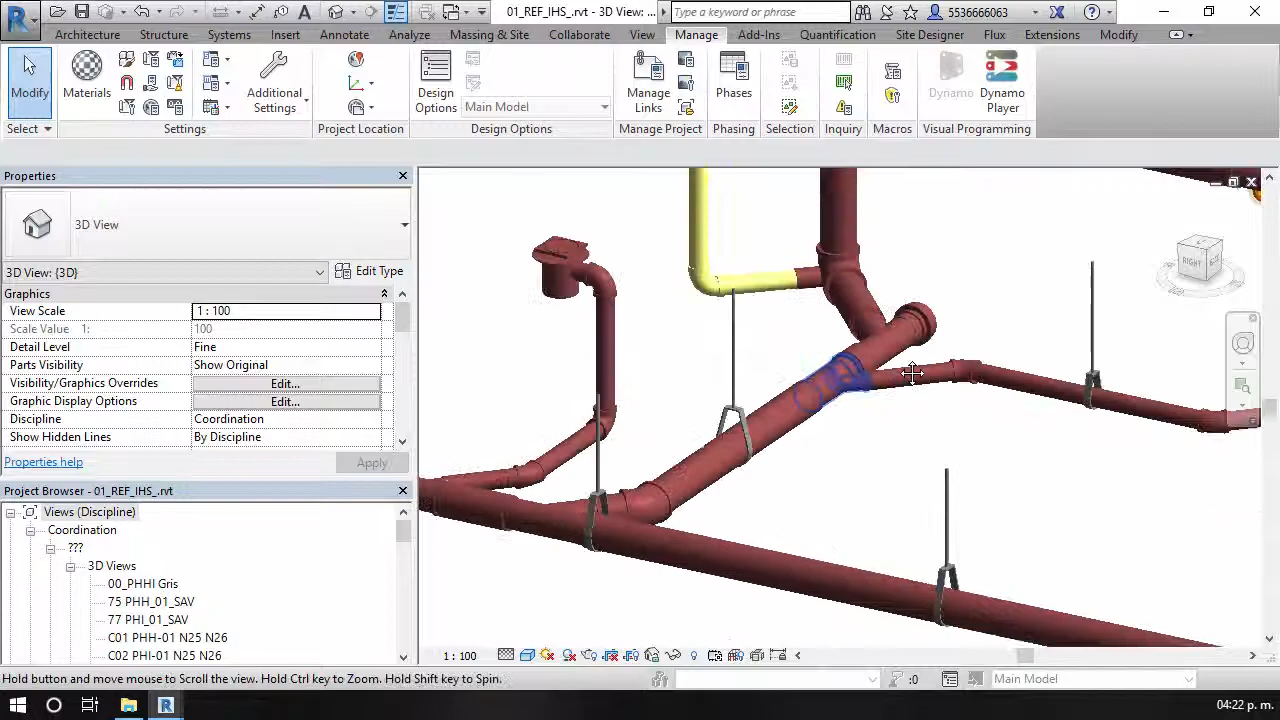 01_REF_IHS_.rvt - 3D View: ...
Type a keyword or phrase
5536666063
Architecture Structure Systems Insert Annotate Analyze Massing & Site Collaborate View Manage Add-Ins Quantification Site Designer Flux Extensions Modify
Modify
Materials
Additional Settings
Design Options
Main Model
Manage Links
Phases
Dynamo
Dynamo Player
Select
Settings
Project Location
Design Options
Manage Project
Phasing
Selection
Inquiry
Macros
Visual Programming
Properties
3D View
3D View: {3D}
Edit Type
Graphics
View Scale 1 : 100
Scale Value 1: 100
Detail Level Fine
Parts Visibility Show Original
Visibility/Graphics Overrides Edit...
Graphic Display Options Edit...
Discipline Coordination
Show Hidden Lines By Discipline
Properties help
Apply
Project Browser - 01_REF_IHS_.rvt
Views (Discipline)
Coordination
???
3D Views
00_PHHI Gris
75 PHH_01_SAV
77 PHI_01_SAV
C01 PHH-01 N25 N26
C02 PHI-01 N25 N26
RIGHT
1 : 100
Hold button and move mouse to Scroll the view. Hold Ctrl key to Zoom. Hold Shift key to Spin.
:0
Main Model
04:22 p. m.